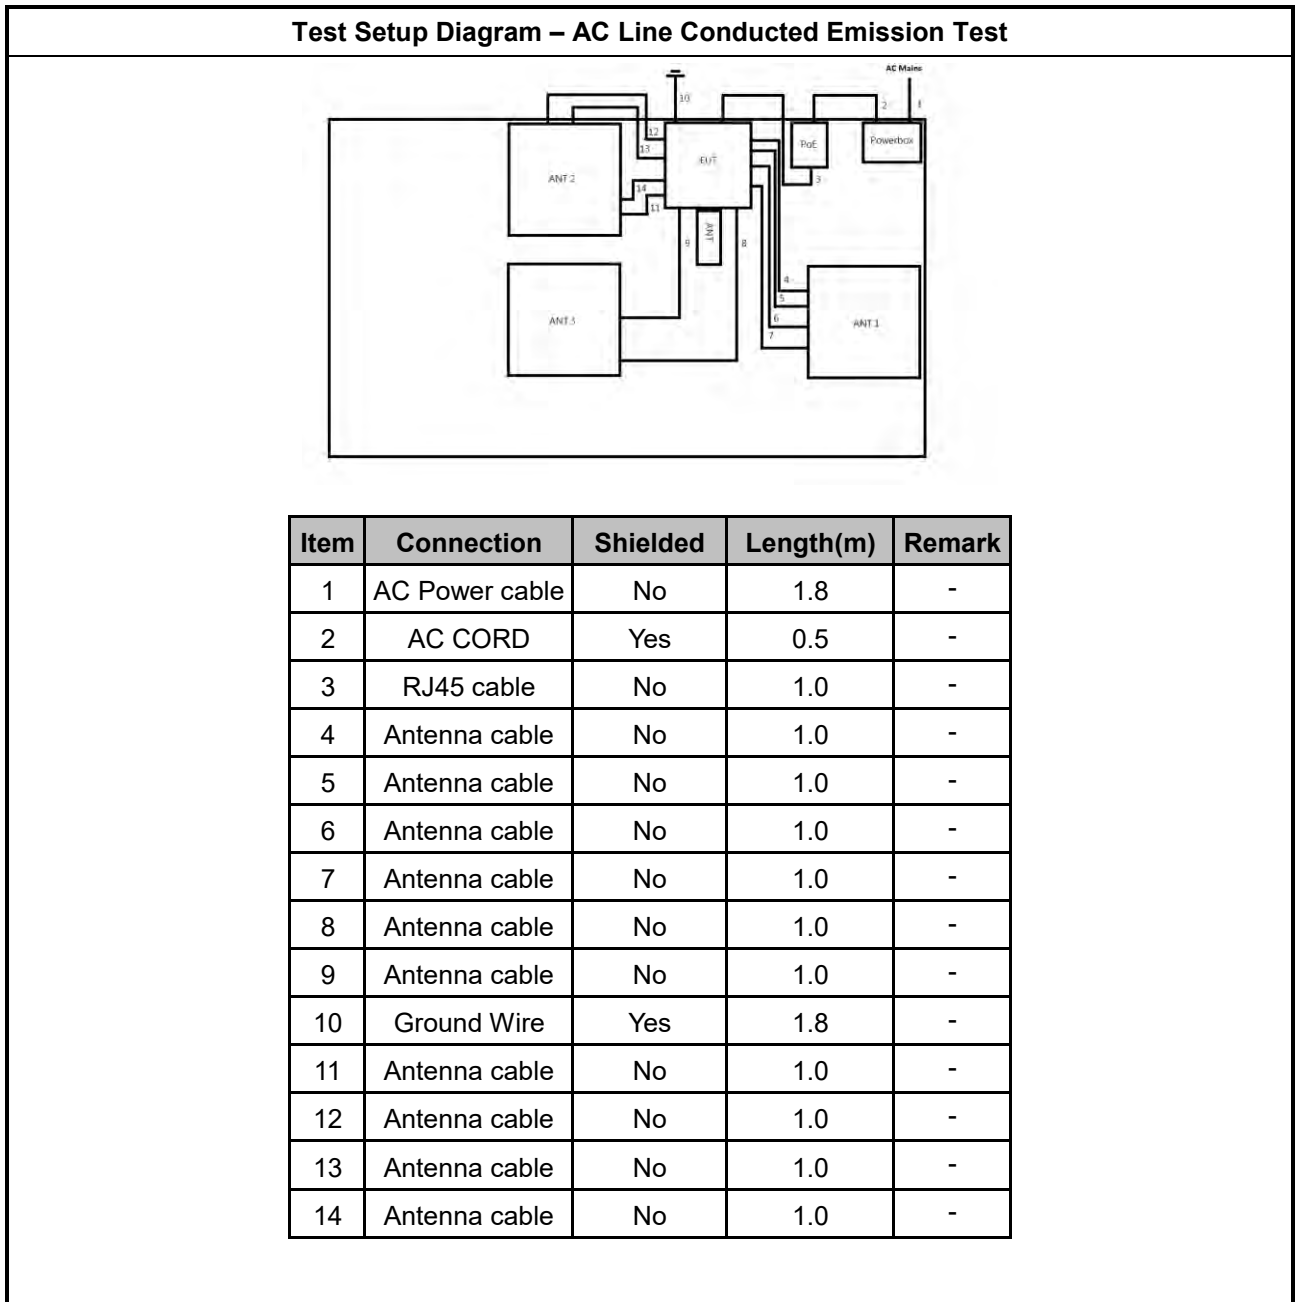 Test Setup Diagram – AC Line Conducted Emission Test
AC Mains
10
2
1
12
13
EUT
PoE
Powerbox
ANT 2
14
11
3
9
ANT
8
4
5
6
7
ANT 3
ANT 1
Item Connection Shielded Length(m) Remark
1 AC Power cable No 1.8 -
2 AC CORD Yes 0.5 -
3 RJ45 cable No 1.0 -
4 Antenna cable No 1.0 -
5 Antenna cable No 1.0 -
6 Antenna cable No 1.0 -
7 Antenna cable No 1.0 -
8 Antenna cable No 1.0 -
9 Antenna cable No 1.0 -
10 Ground Wire Yes 1.8 -
11 Antenna cable No 1.0 -
12 Antenna cable No 1.0 -
13 Antenna cable No 1.0 -
14 Antenna cable No 1.0 -